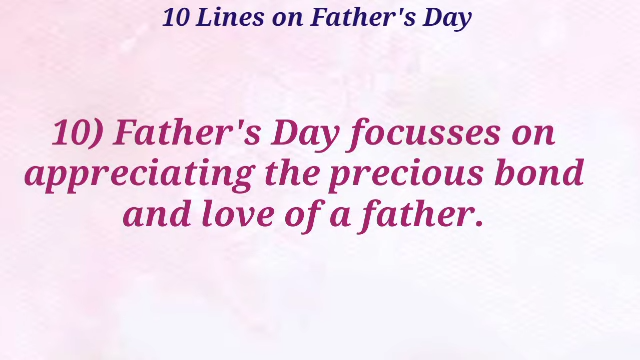 10 Lines on Father's Day
10) Father's Day focusses on
appreciating the precious bond
and love of a father.